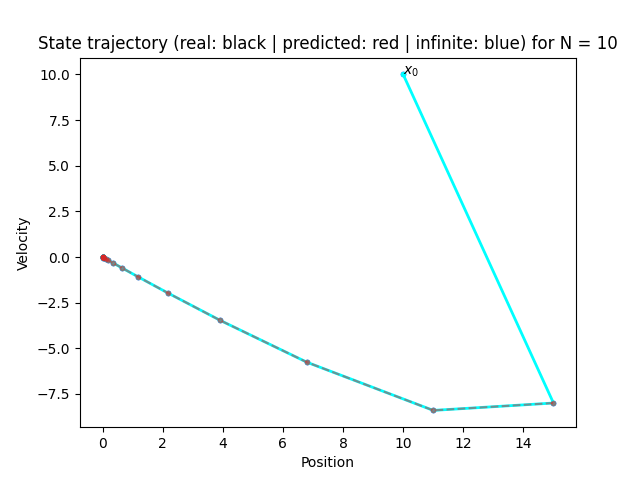 State trajectory (real: black | predicted: red | infinite: blue) for N = 10
x₀
Velocity
10.0
7.5
5.0
2.5
0.0
−2.5
−5.0
−7.5
0 2 4 6 8 10 12 14
Position